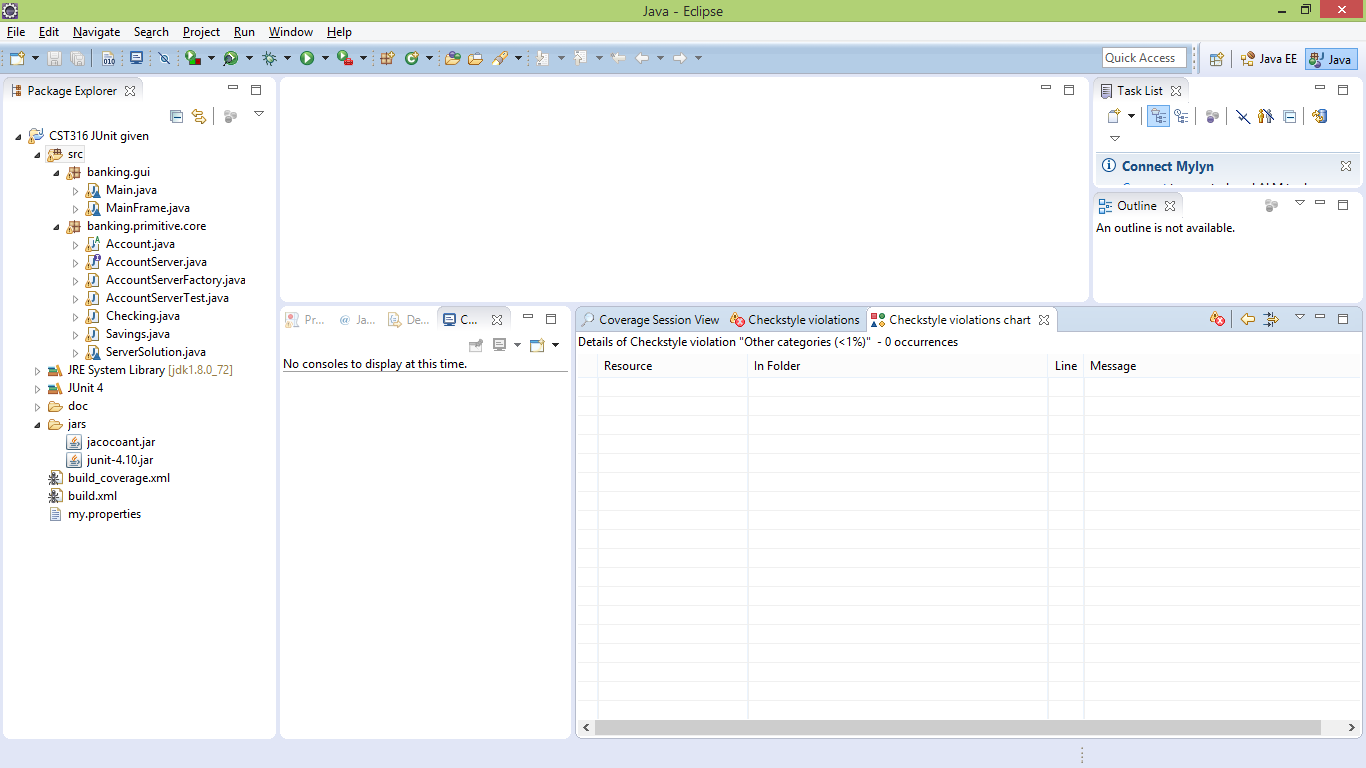 Java - Eclipse
File Edit Navigate Search Project Run Window Help
010
Quick Access
Java EE
Java
Package Explorer
CST316 JUnit given
src
banking.gui
Main.java
MainFrame.java
banking.primitive.core
Account.java
AccountServer.java
AccountServerFactory.java
AccountServerTest.java
Checking.java
Savings.java
ServerSolution.java
JRE System Library [jdk1.8.0_72]
JUnit 4
doc
jars
jacocoant.jar
junit-4.10.jar
build_coverage.xml
build.xml
my.properties
Task List
Connect Mylyn
Outline
An outline is not available.
Pr... @ Ja... De... C...
No consoles to display at this time.
Coverage Session View Checkstyle violations Checkstyle violations chart
Details of Checkstyle violation "Other categories (<1%)" - 0 occurrences
Resource In Folder Line Message